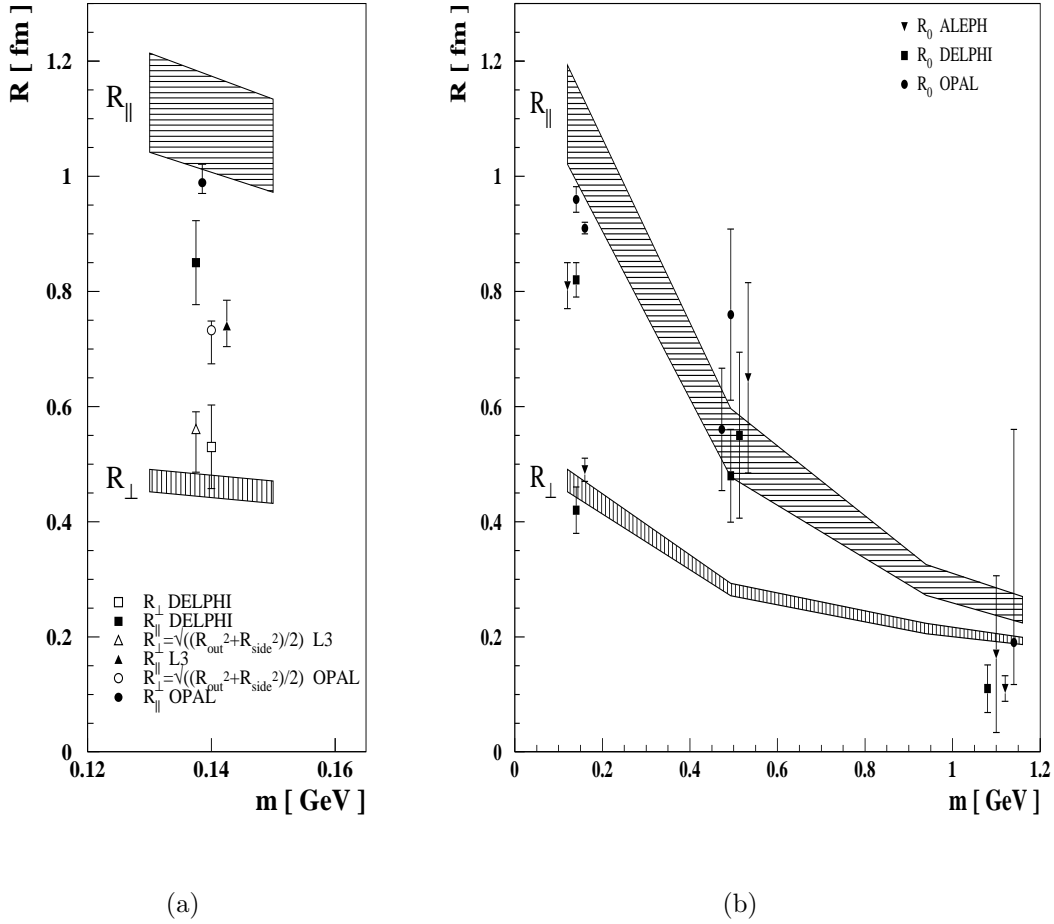 R [ fm ]
1.2
1
0.8
0.6
0.4
0.2
0
R∥
R⊥
□ R⊥ DELPHI
■ R∥ DELPHI
△ R⊥=√((Rout²+Rside²)/2) L3
▲ R∥ L3
○ R⊥=√((Rout²+Rside²)/2) OPAL
● R∥ OPAL
0.12 0.14 0.16
m [ GeV ]
(a)
R [ fm ]
1.2
1
0.8
0.6
0.4
0.2
0
R∥
R⊥
▼ R0 ALEPH
■ R0 DELPHI
● R0 OPAL
0 0.2 0.4 0.6 0.8 1 1.2
m [ GeV ]
(b)